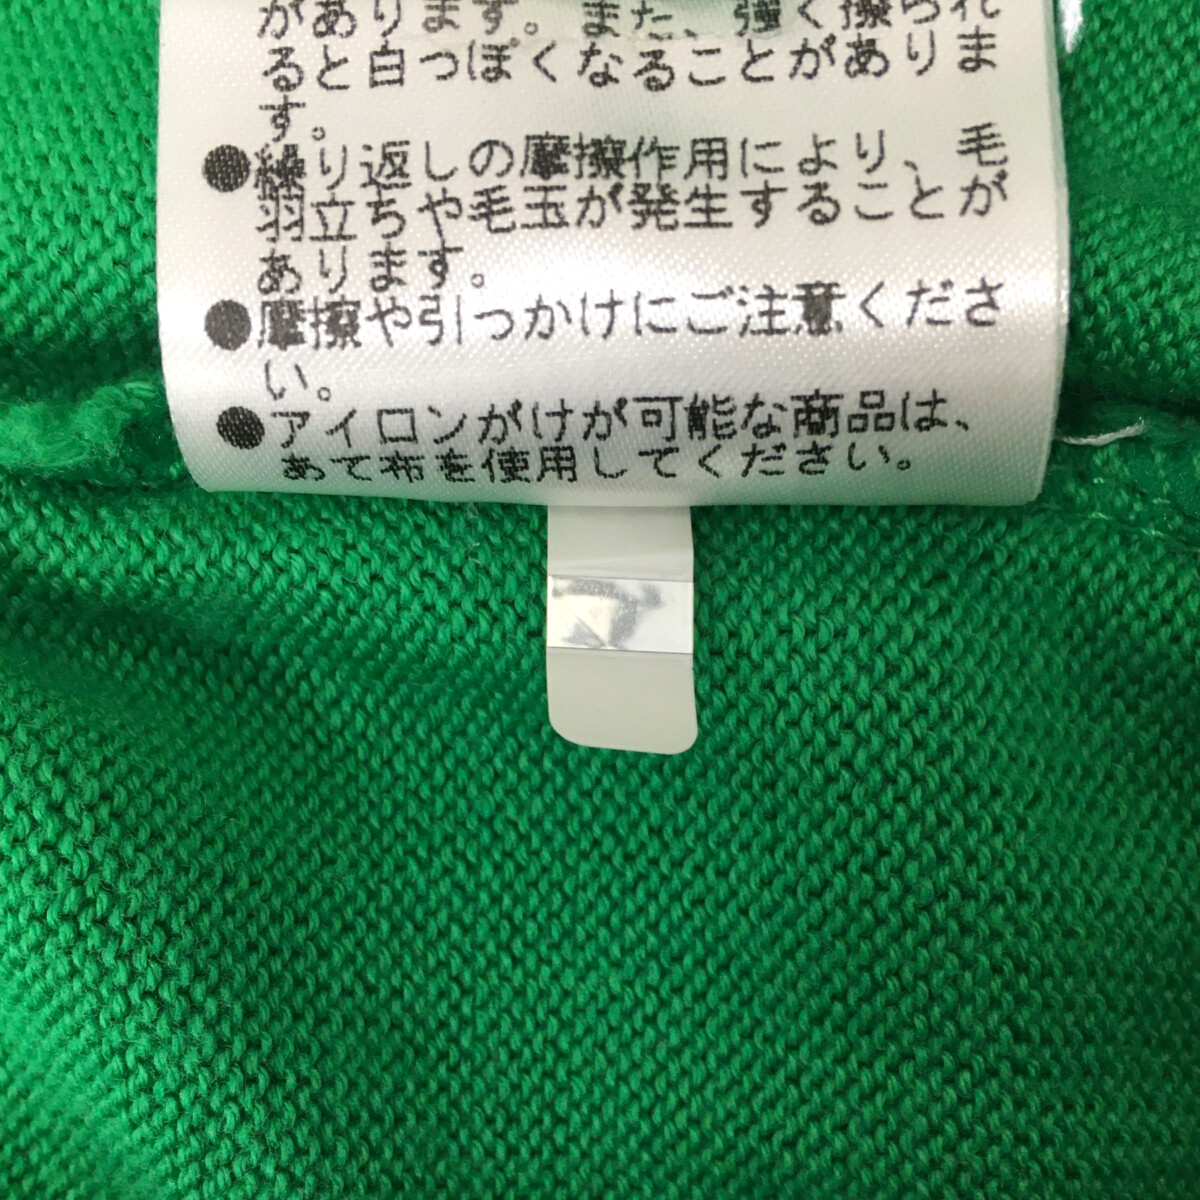 があります。また、強く擦られ
ると白っぽくなることがありま
す。
●繰り返しの摩擦作用により、毛
羽立ちや毛玉が発生することが
あります。
●摩擦や引っかけにご注意くださ
い。
●アイロンがけが可能な商品は、
あて布を使用してください。